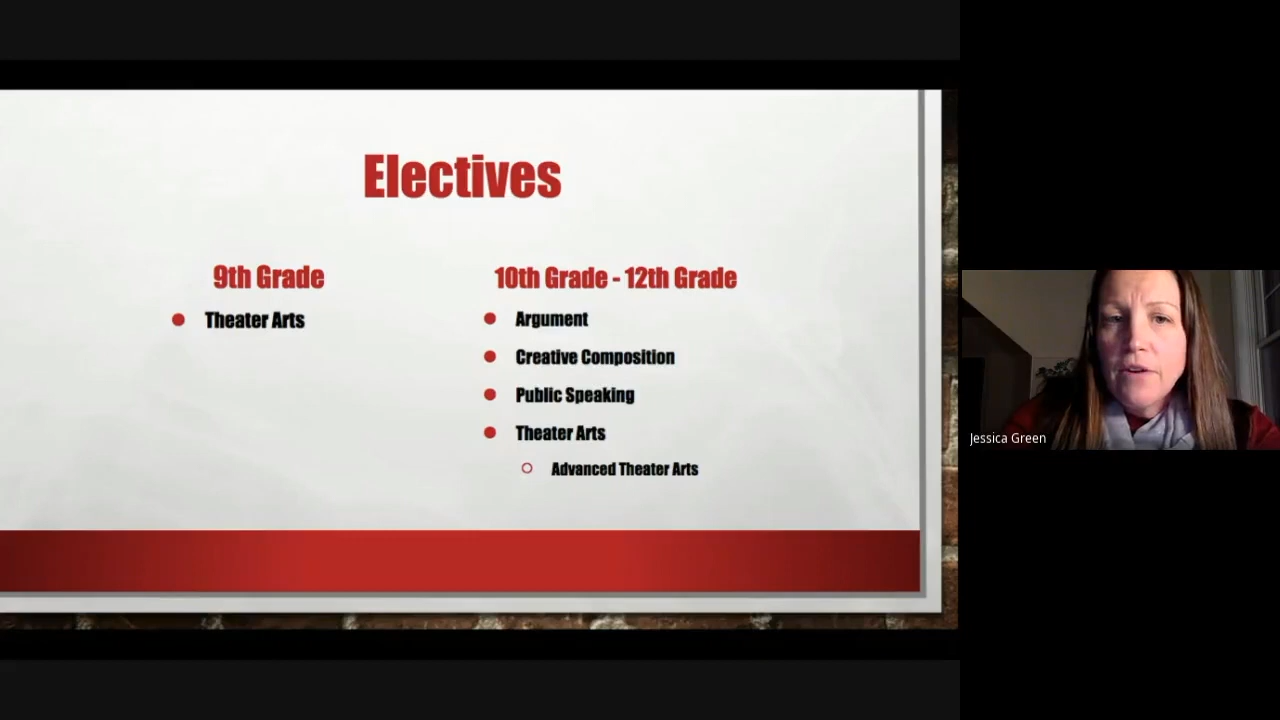 Electives
9th Grade
Theater Arts
10th Grade - 12th Grade
Argument
Creative Composition
Public Speaking
Theater Arts
Advanced Theater Arts
Jessica Green